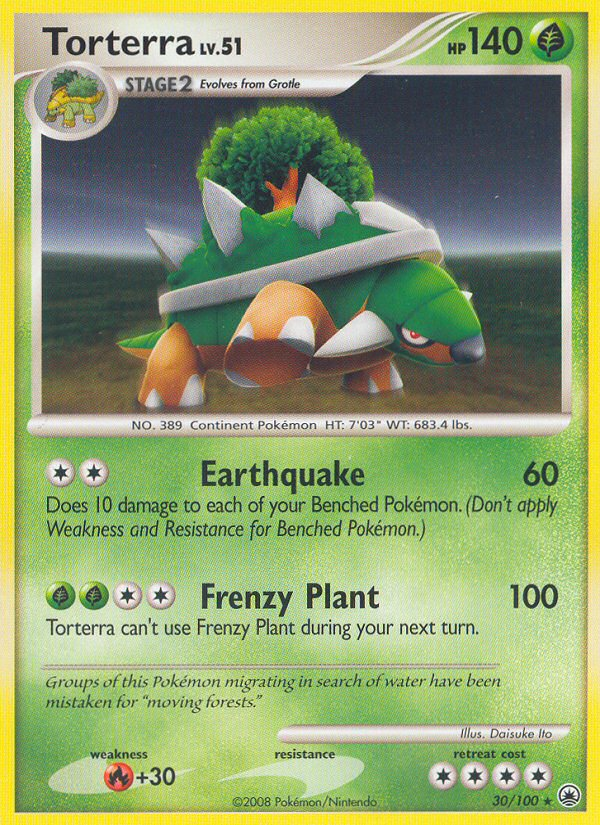 Torterra LV.51
HP 140
STAGE2 Evolves from Grotle
NO. 389 Continent Pokémon HT: 7'03" WT: 683.4 lbs.
Earthquake 60
Does 10 damage to each of your Benched Pokémon. (Don't apply
Weakness and Resistance for Benched Pokémon.)
Frenzy Plant 100
Torterra can't use Frenzy Plant during your next turn.
Groups of this Pokémon migrating in search of water have been
mistaken for "moving forests."
Illus. Daisuke Ito
weakness resistance retreat cost
+30
©2008 Pokémon/Nintendo
30/100 ★